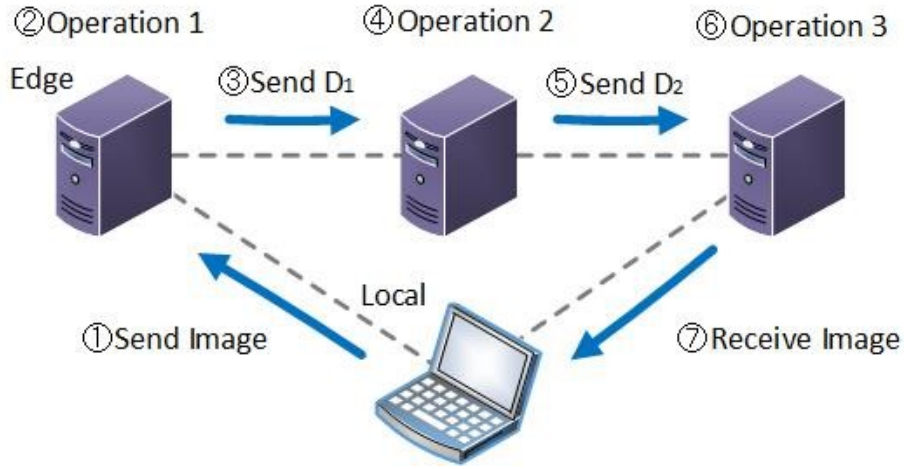 ②Operation 1
④Operation 2
⑥Operation 3
Edge
③Send D₁
⑤Send D₂
Local
①Send Image
⑦Receive Image